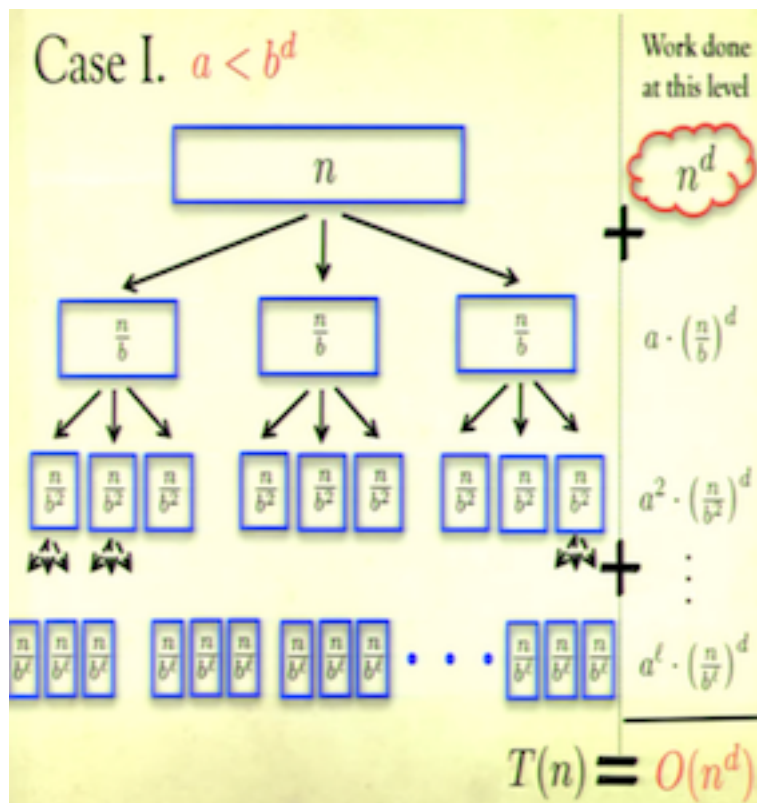 Case I. a < b^d
Work done
at this level
n
n^d
+
n/b n/b n/b
a · (n/b)^d
n/b^2 n/b^2 n/b^2 n/b^2 n/b^2 n/b^2 n/b^2 n/b^2 n/b^2
a^2 · (n/b^2)^d
+
⋮
n/b^ℓ n/b^ℓ n/b^ℓ n/b^ℓ n/b^ℓ n/b^ℓ n/b^ℓ n/b^ℓ n/b^ℓ · · · n/b^ℓ n/b^ℓ n/b^ℓ
a^ℓ · (n/b^ℓ)^d
T(n) = O(n^d)